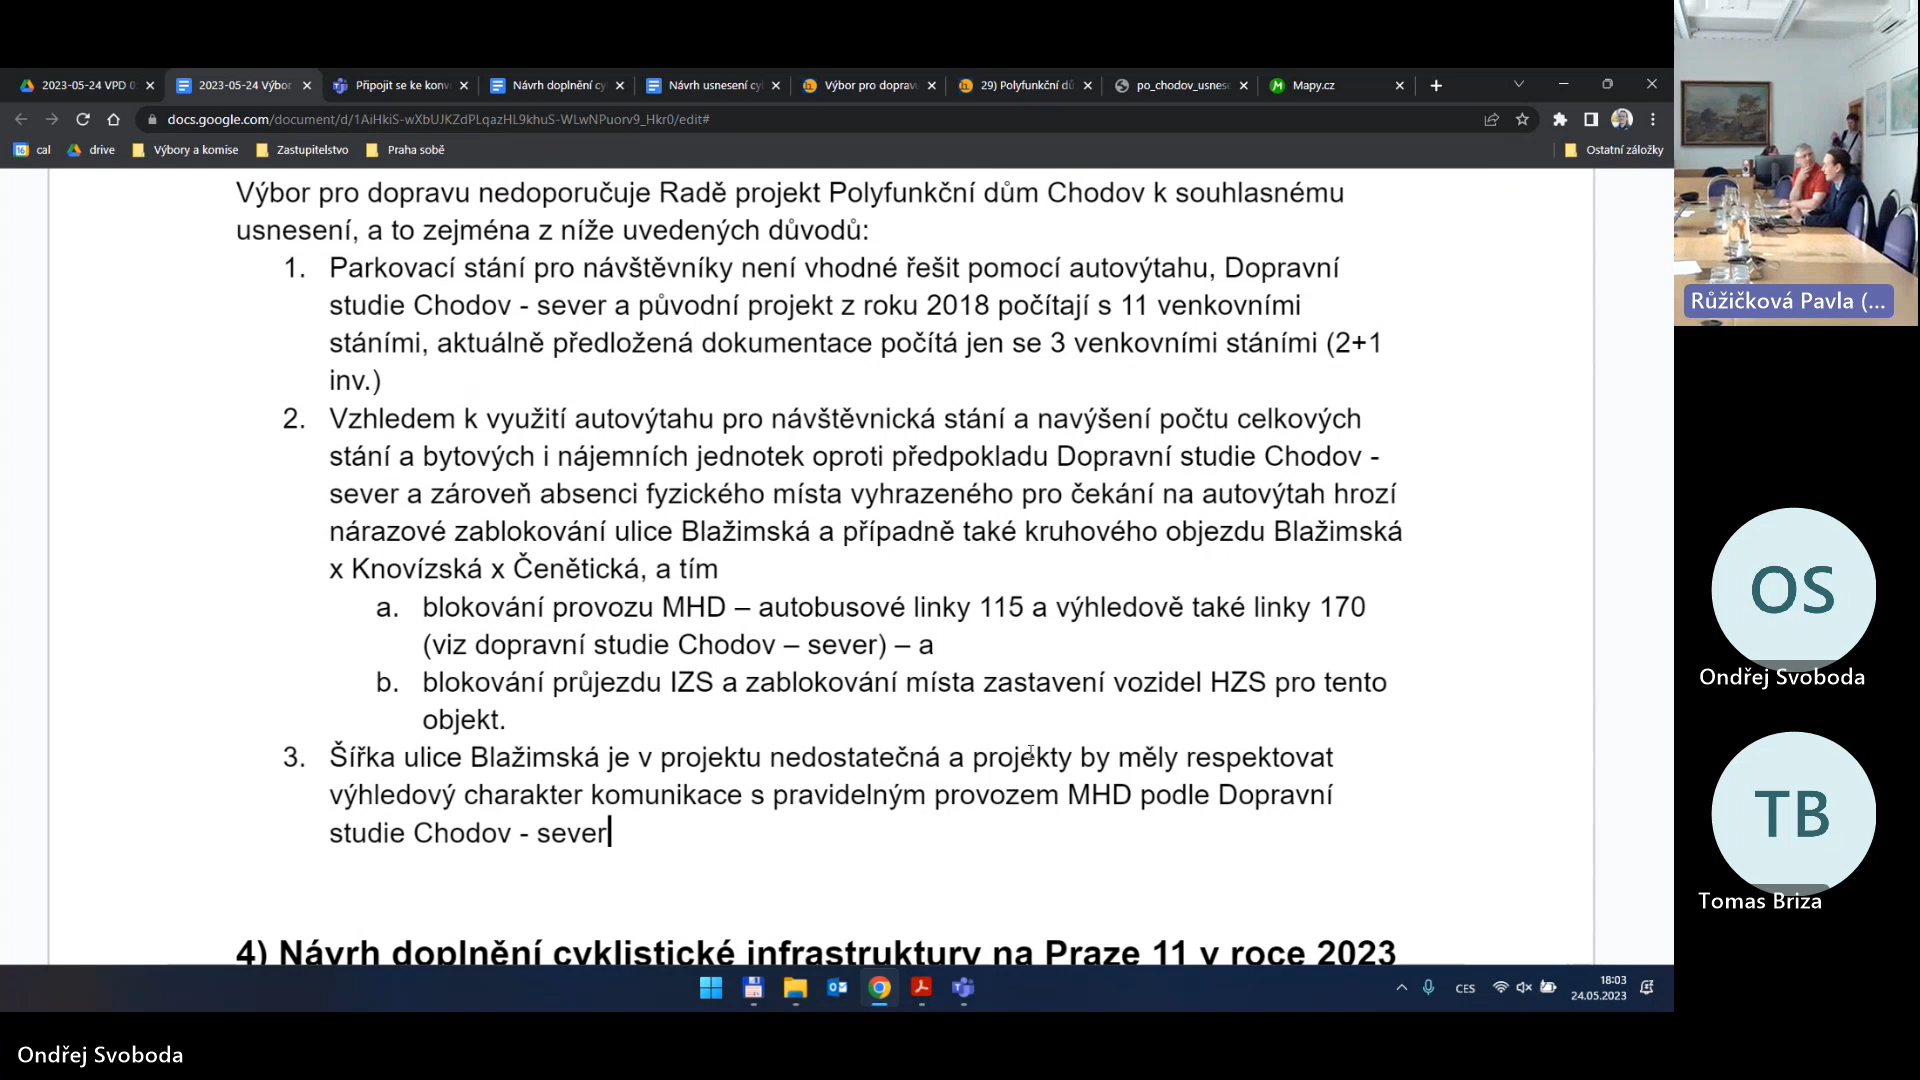 2023-05-24 VPD 0
2023-05-24 Výbor
Připojit se ke konv
Návrh doplnění cy
Návrh usnesení cy
Výbor pro doprav
29) Polyfunkční dů
po_chodov_usnese
Mapy.cz
docs.google.com/document/d/1AiHkiS-wXbUJKZdPLqazHL9khuS-WLwNPuorv9_Hkr0/edit#
cal
drive
Výbory a komise
Zastupitelstvo
Praha sobě
Ostatní záložky
Výbor pro dopravu nedoporučuje Radě projekt Polyfunkční dům Chodov k souhlasnému
usnesení, a to zejména z níže uvedených důvodů:
1. Parkovací stání pro návštěvníky není vhodné řešit pomocí autovýtahu, Dopravní
studie Chodov - sever a původní projekt z roku 2018 počítají s 11 venkovními
stáními, aktuálně předložená dokumentace počítá jen se 3 venkovními stáními (2+1
inv.)
2. Vzhledem k využití autovýtahu pro návštěvnická stání a navýšení počtu celkových
stání a bytových i nájemních jednotek oproti předpokladu Dopravní studie Chodov -
sever a zároveň absenci fyzického místa vyhrazeného pro čekání na autovýtah hrozí
nárazové zablokování ulice Blažimská a případně také kruhového objezdu Blažimská
x Knovízská x Čenětická, a tím
a. blokování provozu MHD – autobusové linky 115 a výhledově také linky 170
(viz dopravní studie Chodov – sever) – a
b. blokování průjezdu IZS a zablokování místa zastavení vozidel HZS pro tento
objekt.
3. Šířka ulice Blažimská je v projektu nedostatečná a projekty by měly respektovat
výhledový charakter komunikace s pravidelným provozem MHD podle Dopravní
studie Chodov - sever
4) Návrh doplnění cyklistické infrastruktury na Praze 11 v roce 2023
CES
18:03
24.05.2023
Růžičková Pavla (...
OS
Ondřej Svoboda
TB
Tomas Briza
Ondřej Svoboda